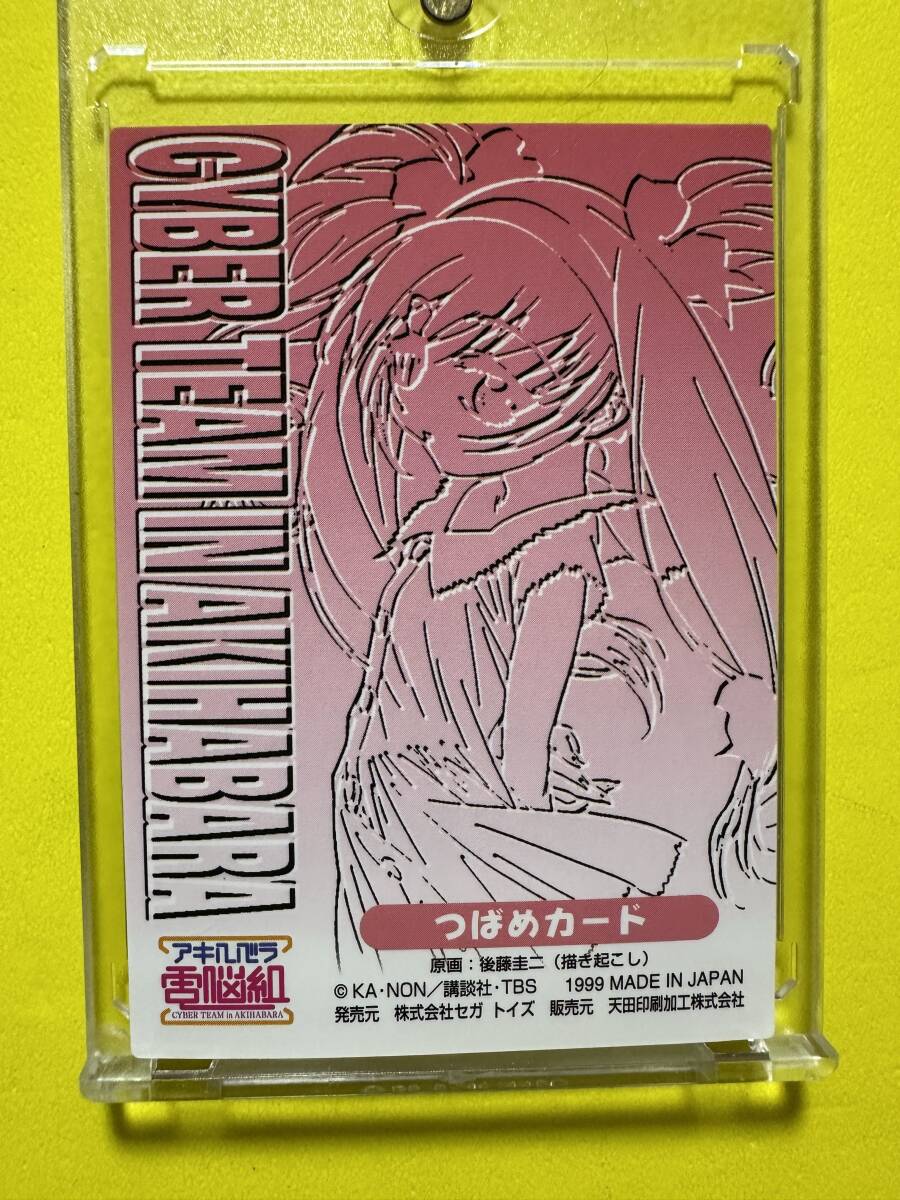 CYBER TEAM IN AKIHABARA
つばめカード
アキハバラ
電脳組
CYBER TEAM in AKIHABARA
原画：後藤圭二（描き起こし）
©KA・NON／講談社・TBS 1999 MADE IN JAPAN
発売元 株式会社セガ トイズ 販売元 天田印刷加工株式会社